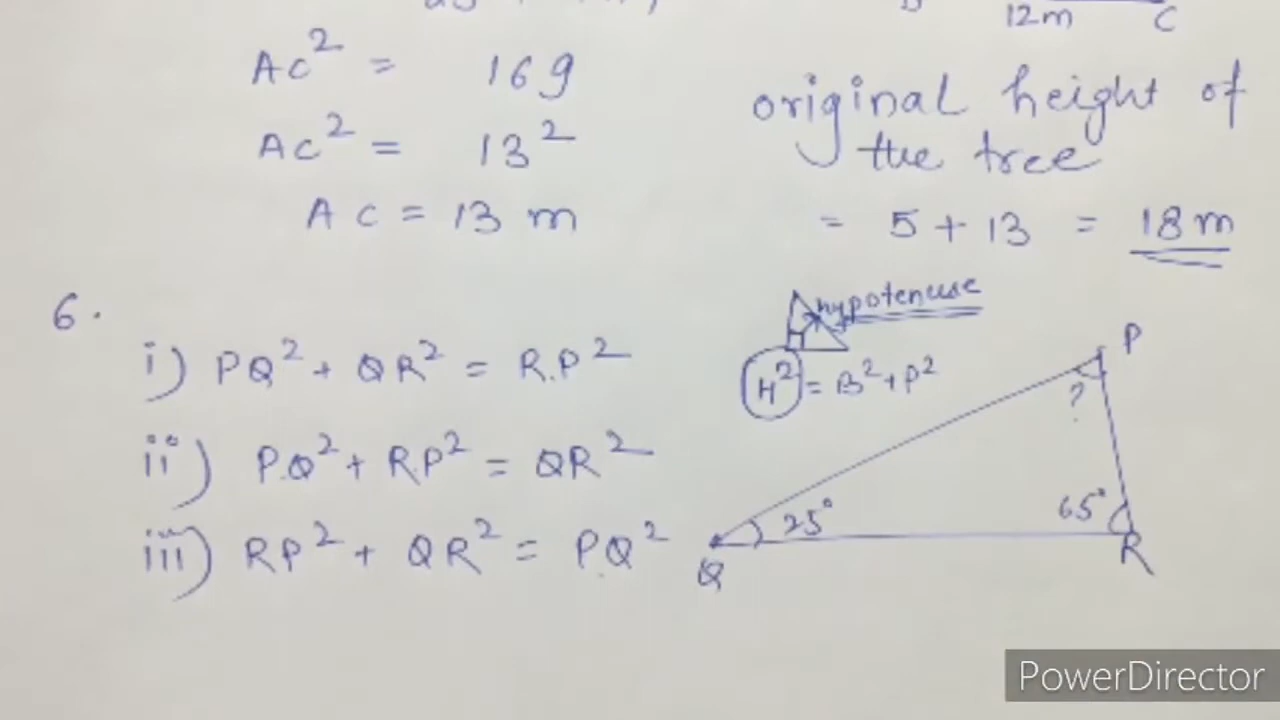 12m C
AC² = 169
AC² = 13²
AC = 13 m
original height of
the tree
= 5 + 13 = 18m
6.
i) PQ² + QR² = RP²
ii) PQ² + RP² = QR²
iii) RP² + QR² = PQ²
hypotenuse
H² = B² + P²
P
?
25°
65°
Q
R
PowerDirector